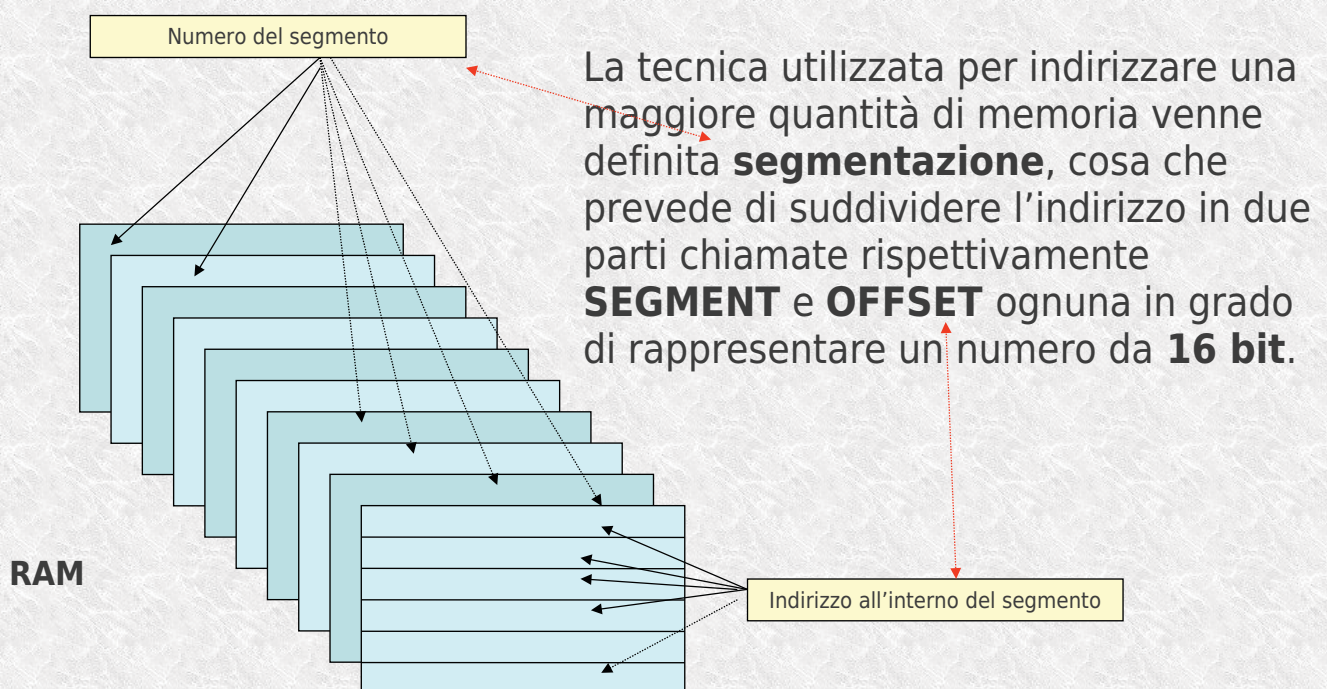 Numero del segmento
La tecnica utilizzata per indirizzare una
maggiore quantità di memoria venne
definita segmentazione, cosa che
prevede di suddividere l’indirizzo in due
parti chiamate rispettivamente
SEGMENT e OFFSET ognuna in grado
di rappresentare un numero da 16 bit.
RAM
Indirizzo all’interno del segmento